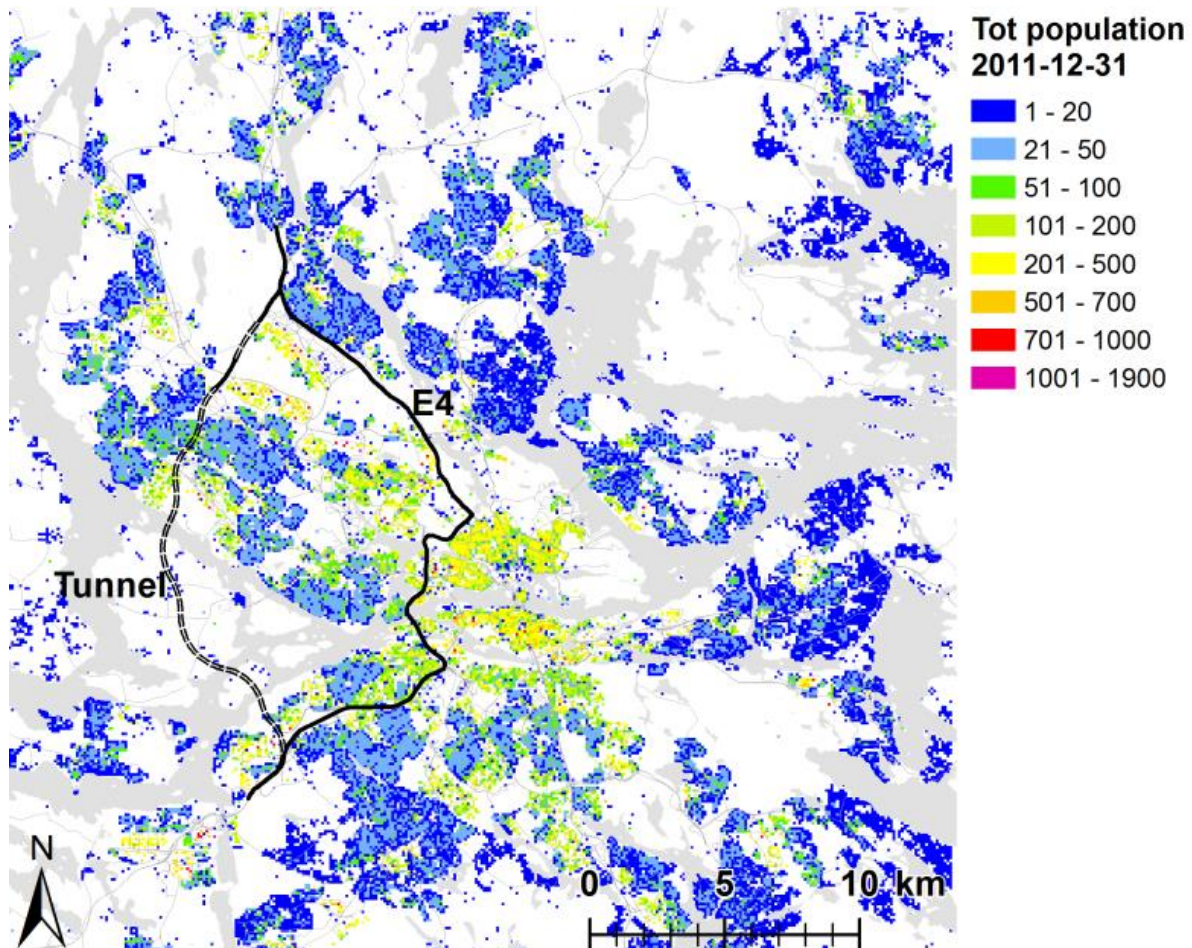 Tot population
2011-12-31
1 - 20
21 - 50
51 - 100
101 - 200
201 - 500
501 - 700
701 - 1000
1001 - 1900
E4
Tunnel
N
0 5 10 km